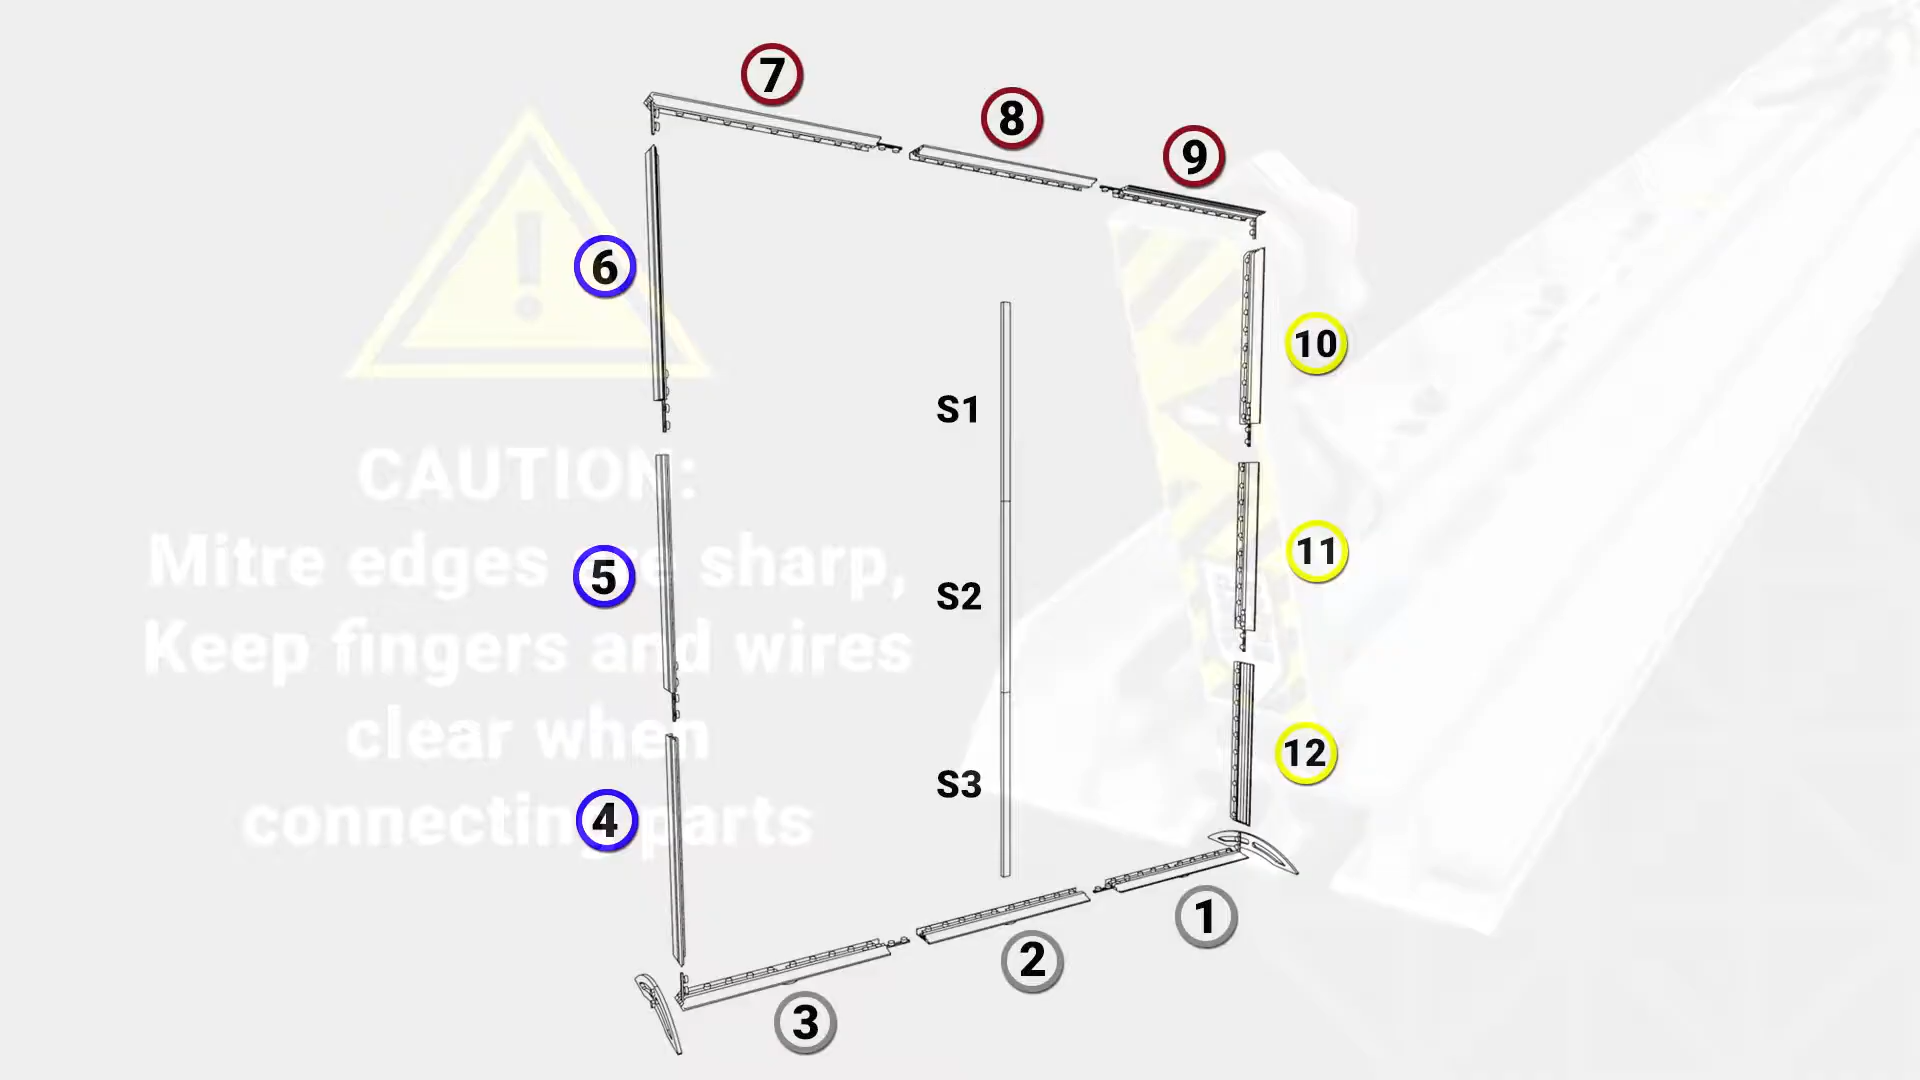 7
8
9
6
10
S1
CAUTION:
11
Mitre edges are sharp,
5
S2
Keep fingers and wires
clear when
12
S3
4
connecting parts
1
2
3